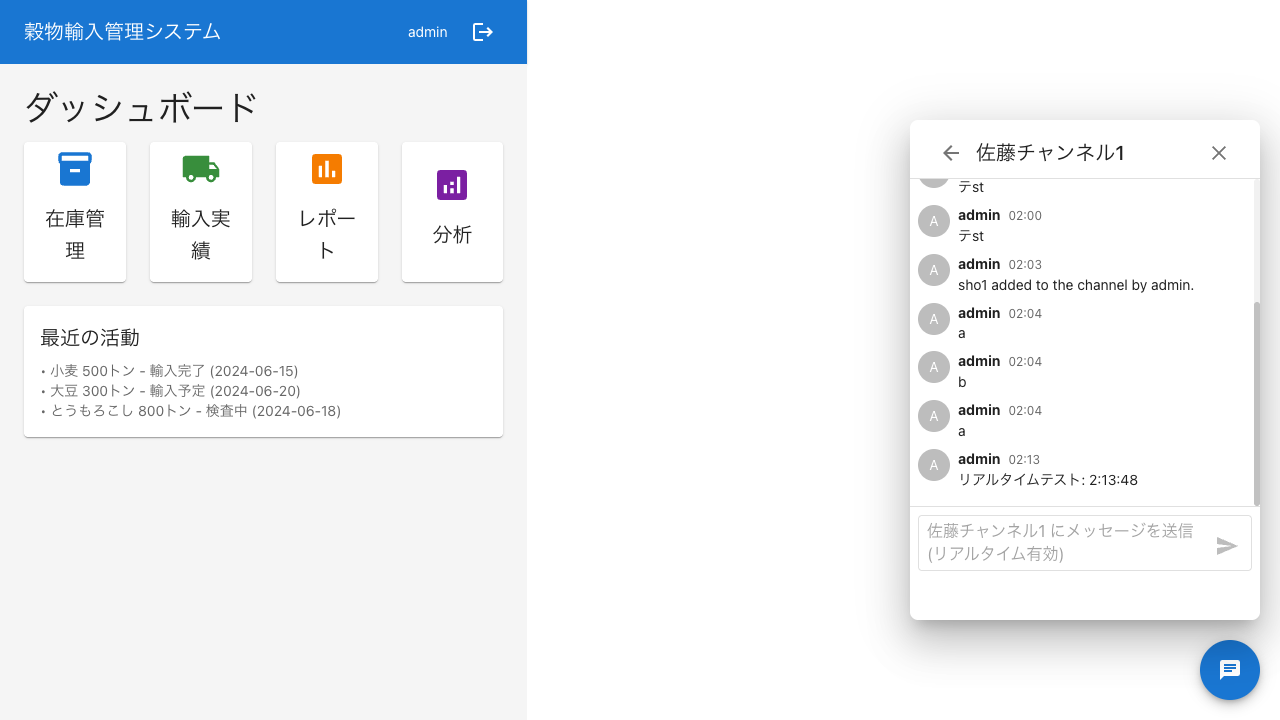 穀物輸入管理システム
admin
ダッシュボード
在庫管
理
輸入実
績
レポー
ト
分析
最近の活動
• 小麦 500トン - 輸入完了 (2024-06-15)
• 大豆 300トン - 輸入予定 (2024-06-20)
• とうもろこし 800トン - 検査中 (2024-06-18)
佐藤チャンネル1
テst
A
admin 02:00
テst
A
admin 02:03
sho1 added to the channel by admin.
A
admin 02:04
a
A
admin 02:04
b
A
admin 02:04
a
A
admin 02:13
リアルタイムテスト: 2:13:48
佐藤チャンネル1 にメッセージを送信
(リアルタイム有効)